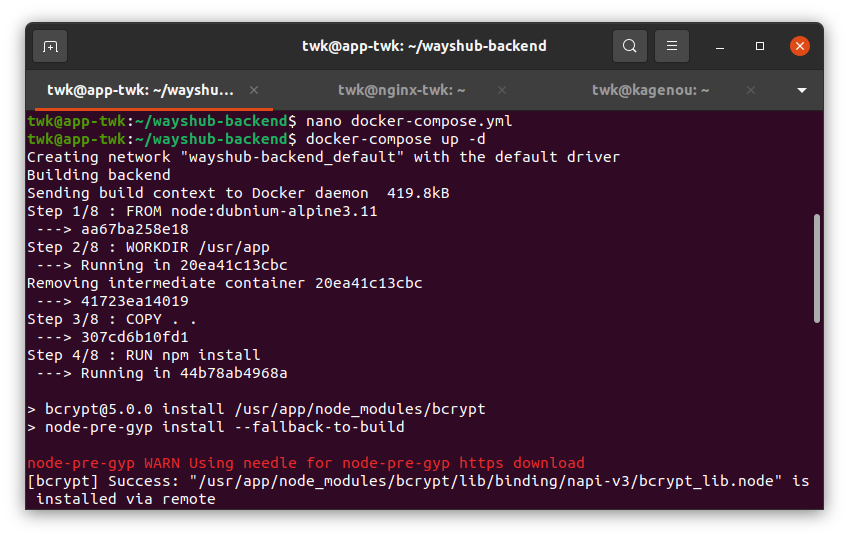 twk@app-twk: ~/wayshub-backend
twk@app-twk: ~/wayshu...
twk@nginx-twk: ~
twk@kagenou: ~
twk@app-twk:~/wayshub-backend$ nano docker-compose.yml
twk@app-twk:~/wayshub-backend$ docker-compose up -d
Creating network "wayshub-backend_default" with the default driver
Building backend
Sending build context to Docker daemon  419.8kB
Step 1/8 : FROM node:dubnium-alpine3.11
 ---> aa67ba258e18
Step 2/8 : WORKDIR /usr/app
 ---> Running in 20ea41c13cbc
Removing intermediate container 20ea41c13cbc
 ---> 41723ea14019
Step 3/8 : COPY . .
 ---> 307cd6b10fd1
Step 4/8 : RUN npm install
 ---> Running in 44b78ab4968a
> bcrypt@5.0.0 install /usr/app/node_modules/bcrypt
> node-pre-gyp install --fallback-to-build
node-pre-gyp WARN Using needle for node-pre-gyp https download
[bcrypt] Success: "/usr/app/node_modules/bcrypt/lib/binding/napi-v3/bcrypt_lib.node" is
 installed via remote